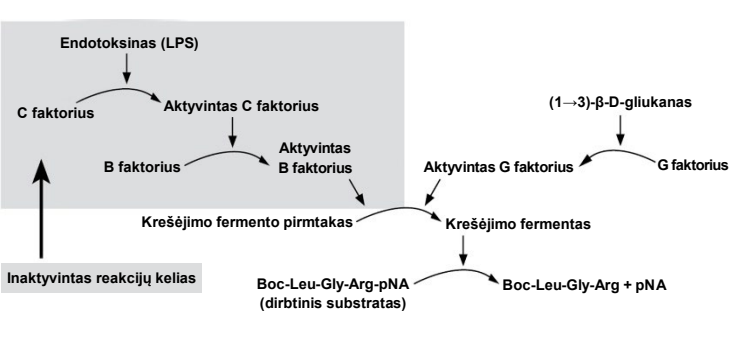 Endotoksinas (LPS)
C faktorius
Aktyvintas C faktorius
(1→3)-β-D-gliukanas
B faktorius
Aktyvintas
B faktorius
Aktyvintas G faktorius
G faktorius
Krešėjimo fermento pirmtakas
Krešėjimo fermentas
Inaktyvintas reakcijų kelias
Boc-Leu-Gly-Arg-pNA
(dirbtinis substratas)
Boc-Leu-Gly-Arg + pNA